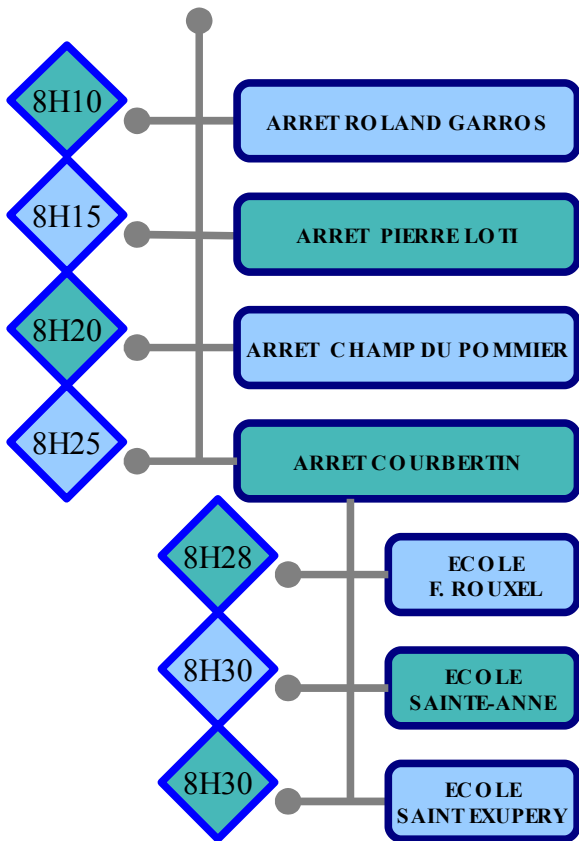 8H10
ARRET ROLAND GARROS
8H15
ARRET PIERRE LOTI
8H20
ARRET CHAMP DU POMMIER
8H25
ARRET COURBERTIN
8H28
ECOLE
F. ROUXEL
8H30
ECOLE
SAINTE-ANNE
8H30
ECOLE
SAINT EXUPERY